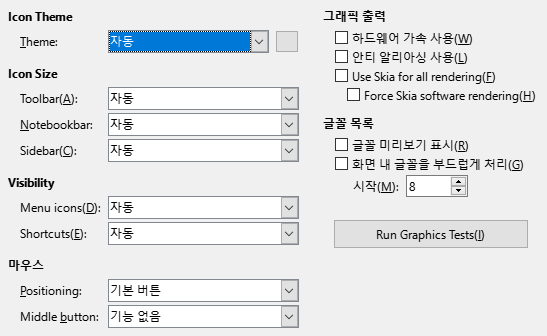 Icon Theme
Theme: 자동
Icon Size
Toolbar(A): 자동
Notebookbar: 자동
Sidebar(C): 자동
Visibility
Menu icons(D): 자동
Shortcuts(E): 자동
마우스
Positioning: 기본 버튼
Middle button: 기능 없음
그래픽 출력
하드웨어 가속 사용(W)
안티 알리아싱 사용(L)
Use Skia for all rendering(F)
Force Skia software rendering(H)
글꼴 목록
글꼴 미리보기 표시(R)
화면 내 글꼴을 부드럽게 처리(G)
시작(M): 8
Run Graphics Tests(I)